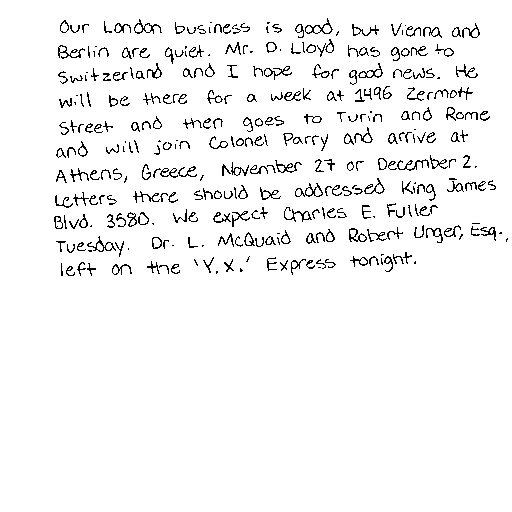 Our London business is good, but Vienna and
Berlin are quiet. Mr. D. Lloyd has gone to
Switzerland and I hope for good news. He
will be there for a week at 1496 Zermott
Street and then goes to Turin and Rome
and will join Colonel Parry and arrive at
Athens, Greece, November 27 or December 2.
Letters there should be addressed King James
Blvd. 3580. We expect Charles E. Fuller
Tuesday. Dr. L. McQuaid and Robert Unger, Esq.,
left on the 'Y.X.' Express tonight.